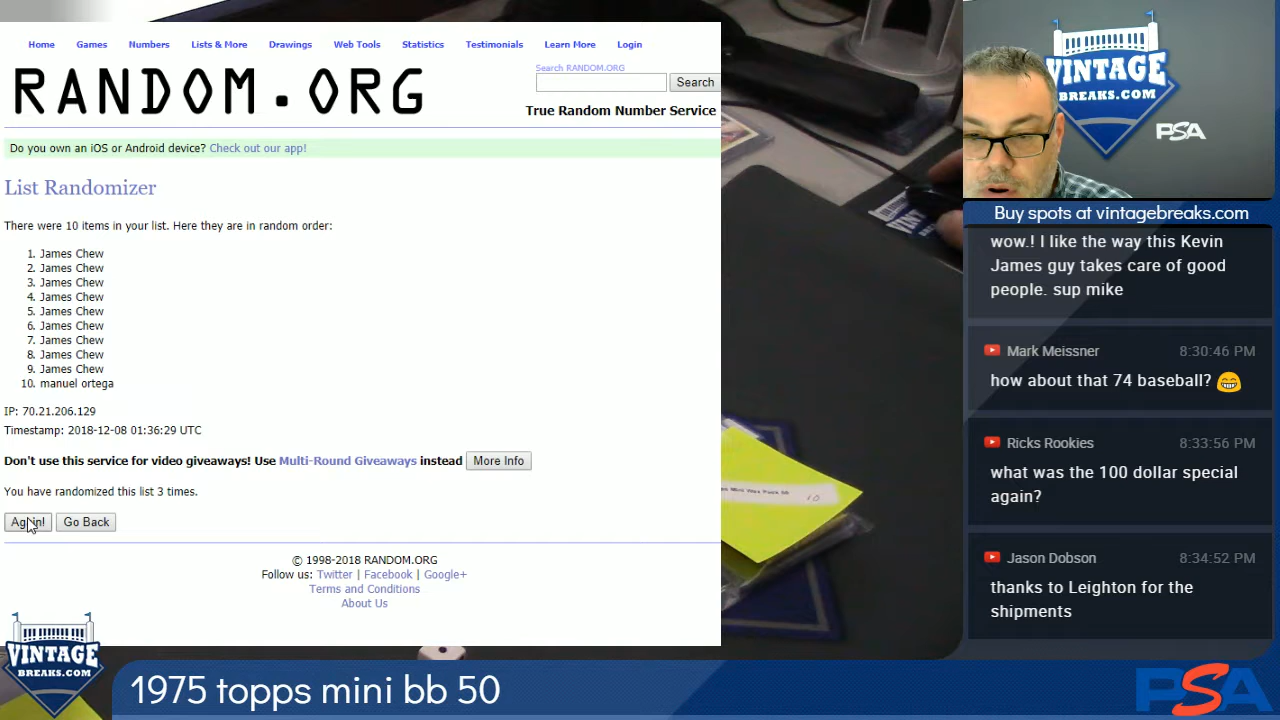 Home Games Numbers Lists & More Drawings Web Tools Statistics Testimonials Learn More Login
RANDOM.ORG
Search RANDOM.ORG
Search
True Random Number Service
Do you own an iOS or Android device? Check out our app!
List Randomizer
There were 10 items in your list. Here they are in random order:
1. James Chew
2. James Chew
3. James Chew
4. James Chew
5. James Chew
6. James Chew
7. James Chew
8. James Chew
9. James Chew
10. manuel ortega
IP: 70.21.206.129
Timestamp: 2018-12-08 01:36:29 UTC
Don't use this service for video giveaways! Use Multi-Round Giveaways instead More Info
You have randomized this list 3 times.
Again! Go Back
© 1998-2018 RANDOM.ORG
Follow us: Twitter | Facebook | Google+
Terms and Conditions
About Us
VINTAGE
BREAKS.COM
1975 topps mini bb 50
10
VINTAGE
BREAKS.COM
PSA
Buy spots at vintagebreaks.com
wow.! I like the way this Kevin
James guy takes care of good
people. sup mike
Mark Meissner 8:30:46 PM
how about that 74 baseball? 😁
Ricks Rookies 8:33:56 PM
what was the 100 dollar special
again?
Jason Dobson 8:34:52 PM
thanks to Leighton for the
shipments
PSA